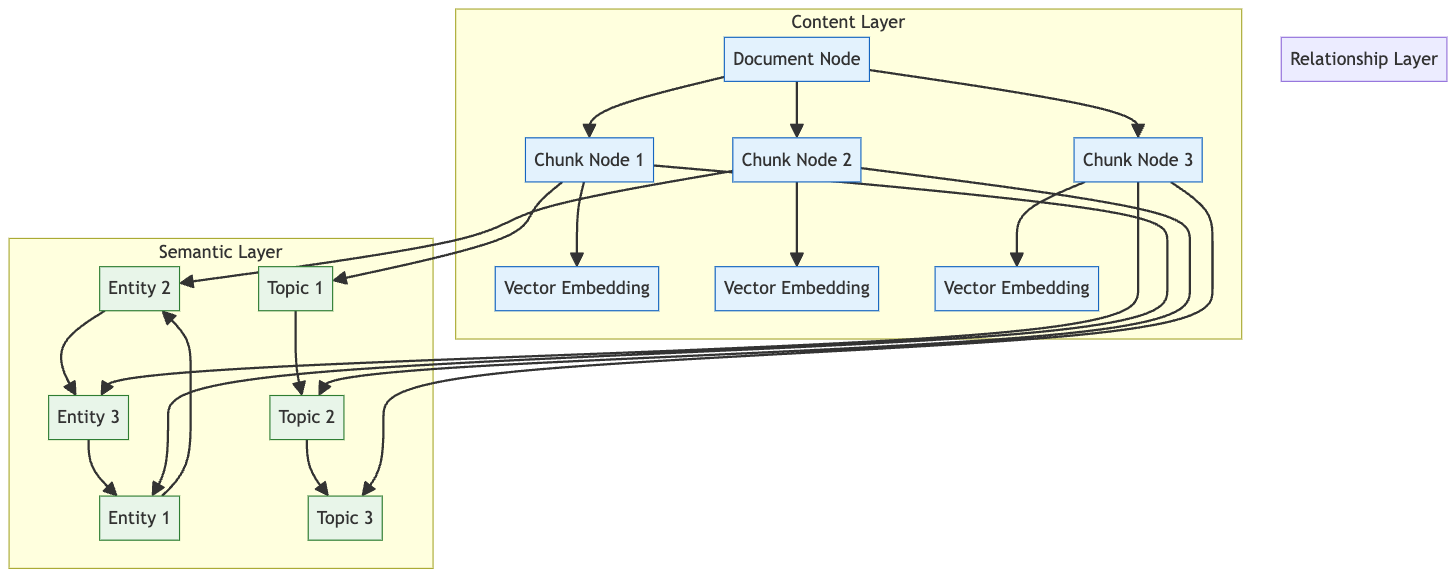 Content Layer
Document Node
Relationship Layer
Chunk Node 1
Chunk Node 2
Chunk Node 3
Vector Embedding
Vector Embedding
Vector Embedding
Semantic Layer
Entity 2
Topic 1
Entity 3
Topic 2
Entity 1
Topic 3